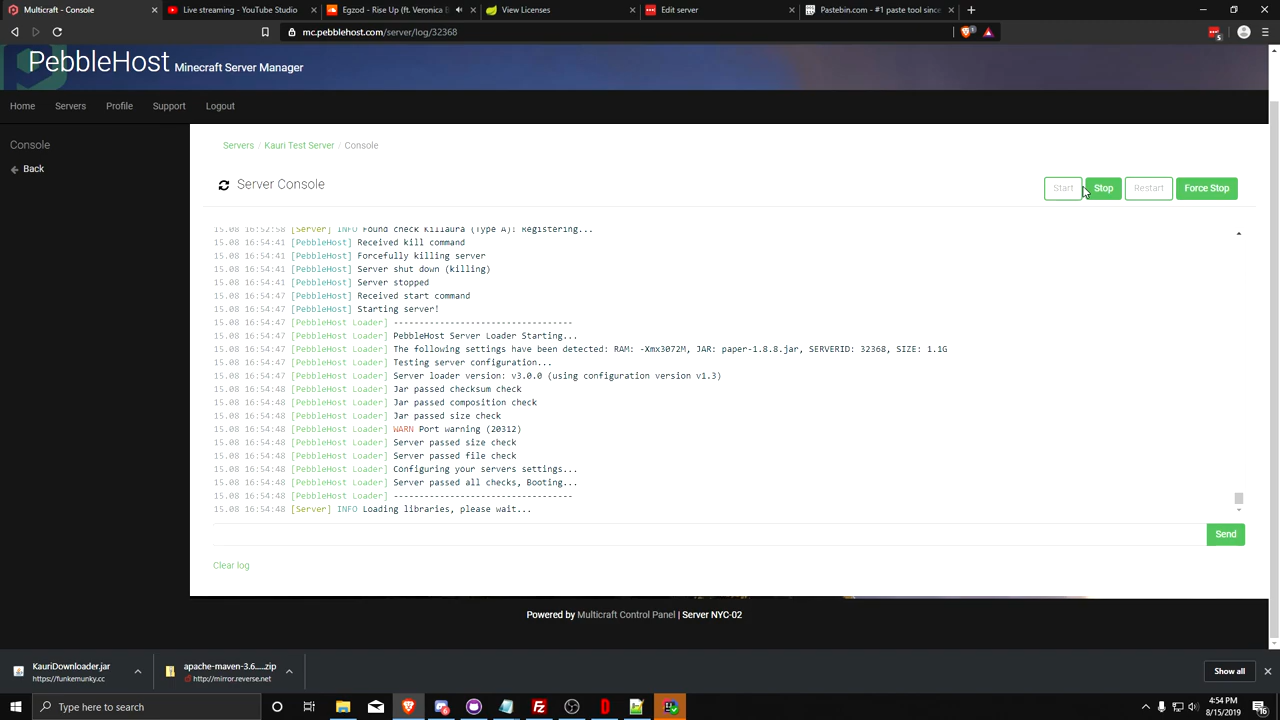 Multicraft - Console
Live streaming - YouTube Studio
Egzod - Rise Up (ft. Veronica B
View Licenses
Edit server
Pastebin.com - #1 paste tool since
mc.pebblehost.com/server/log/32368
PebbleHost Minecraft Server Manager
Home
Servers
Profile
Support
Logout
Console
Back
Servers / Kauri Test Server / Console
Server Console
Start
Stop
Restart
Force Stop
15.08 16:52:58 [Server] INFO Found check Killaura (Type A)! Registering...
15.08 16:54:41 [PebbleHost] Received kill command
15.08 16:54:41 [PebbleHost] Forcefully killing server
15.08 16:54:41 [PebbleHost] Server shut down (killing)
15.08 16:54:41 [PebbleHost] Server stopped
15.08 16:54:47 [PebbleHost] Received start command
15.08 16:54:47 [PebbleHost] Starting server!
15.08 16:54:47 [PebbleHost Loader] -----------------------------------
15.08 16:54:47 [PebbleHost Loader] PebbleHost Server Loader Starting...
15.08 16:54:47 [PebbleHost Loader] The following settings have been detected: RAM: -Xmx3072M, JAR: paper-1.8.8.jar, SERVERID: 32368, SIZE: 1.1G
15.08 16:54:47 [PebbleHost Loader] Testing server configuration...
15.08 16:54:47 [PebbleHost Loader] Server loader version: v3.0.0 (using configuration version v1.3)
15.08 16:54:48 [PebbleHost Loader] Jar passed checksum check
15.08 16:54:48 [PebbleHost Loader] Jar passed composition check
15.08 16:54:48 [PebbleHost Loader] Jar passed size check
15.08 16:54:48 [PebbleHost Loader] WARN Port warning (20312)
15.08 16:54:48 [PebbleHost Loader] Server passed size check
15.08 16:54:48 [PebbleHost Loader] Server passed file check
15.08 16:54:48 [PebbleHost Loader] Configuring your servers settings...
15.08 16:54:48 [PebbleHost Loader] Server passed all checks, Booting...
15.08 16:54:48 [PebbleHost Loader] -----------------------------------
15.08 16:54:48 [Server] INFO Loading libraries, please wait...
Send
Clear log
Powered by Multicraft Control Panel | Server NYC-02
KauriDownloader.jar
https://funkemunky.cc
apache-maven-3.6....zip
http://mirror.reverse.net
Show all
Type here to search
4:54 PM
8/15/2019
16